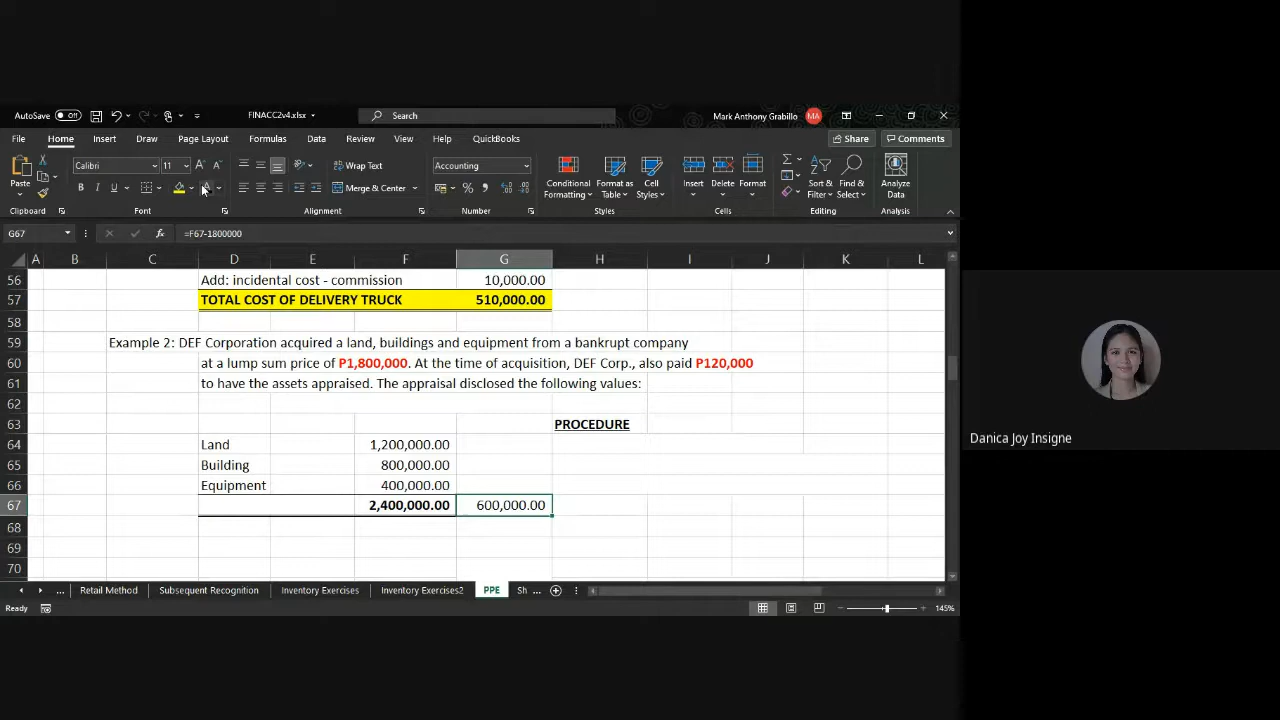 AutoSave Off FINACC2v4.xlsx Search Mark Anthony Grabillo MA
File Home Insert Draw Page Layout Formulas Data Review View Help QuickBooks Share Comments
Paste Calibri 11 Wrap Text Accounting
B I U Merge & Center % Conditional Formatting Format as Table Cell Styles Insert Delete Format Sort & Filter Find & Select Analyze Data
Clipboard Font Alignment Number Styles Cells Editing Analysis
G67 fx =F67-1800000
A B C D E F G H I J K L
56 Add: incidental cost - commission 10,000.00
57 TOTAL COST OF DELIVERY TRUCK 510,000.00
58
59 Example 2: DEF Corporation acquired a land, buildings and equipment from a bankrupt company
60 at a lump sum price of P1,800,000. At the time of acquisition, DEF Corp., also paid P120,000
61 to have the assets appraised. The appraisal disclosed the following values:
62
63 PROCEDURE
64 Land 1,200,000.00
65 Building 800,000.00
66 Equipment 400,000.00
67 2,400,000.00 600,000.00
68
69
70
... Retail Method Subsequent Recognition Inventory Exercises Inventory Exercises2 PPE Sh ...
Ready 145%
Danica Joy Insigne